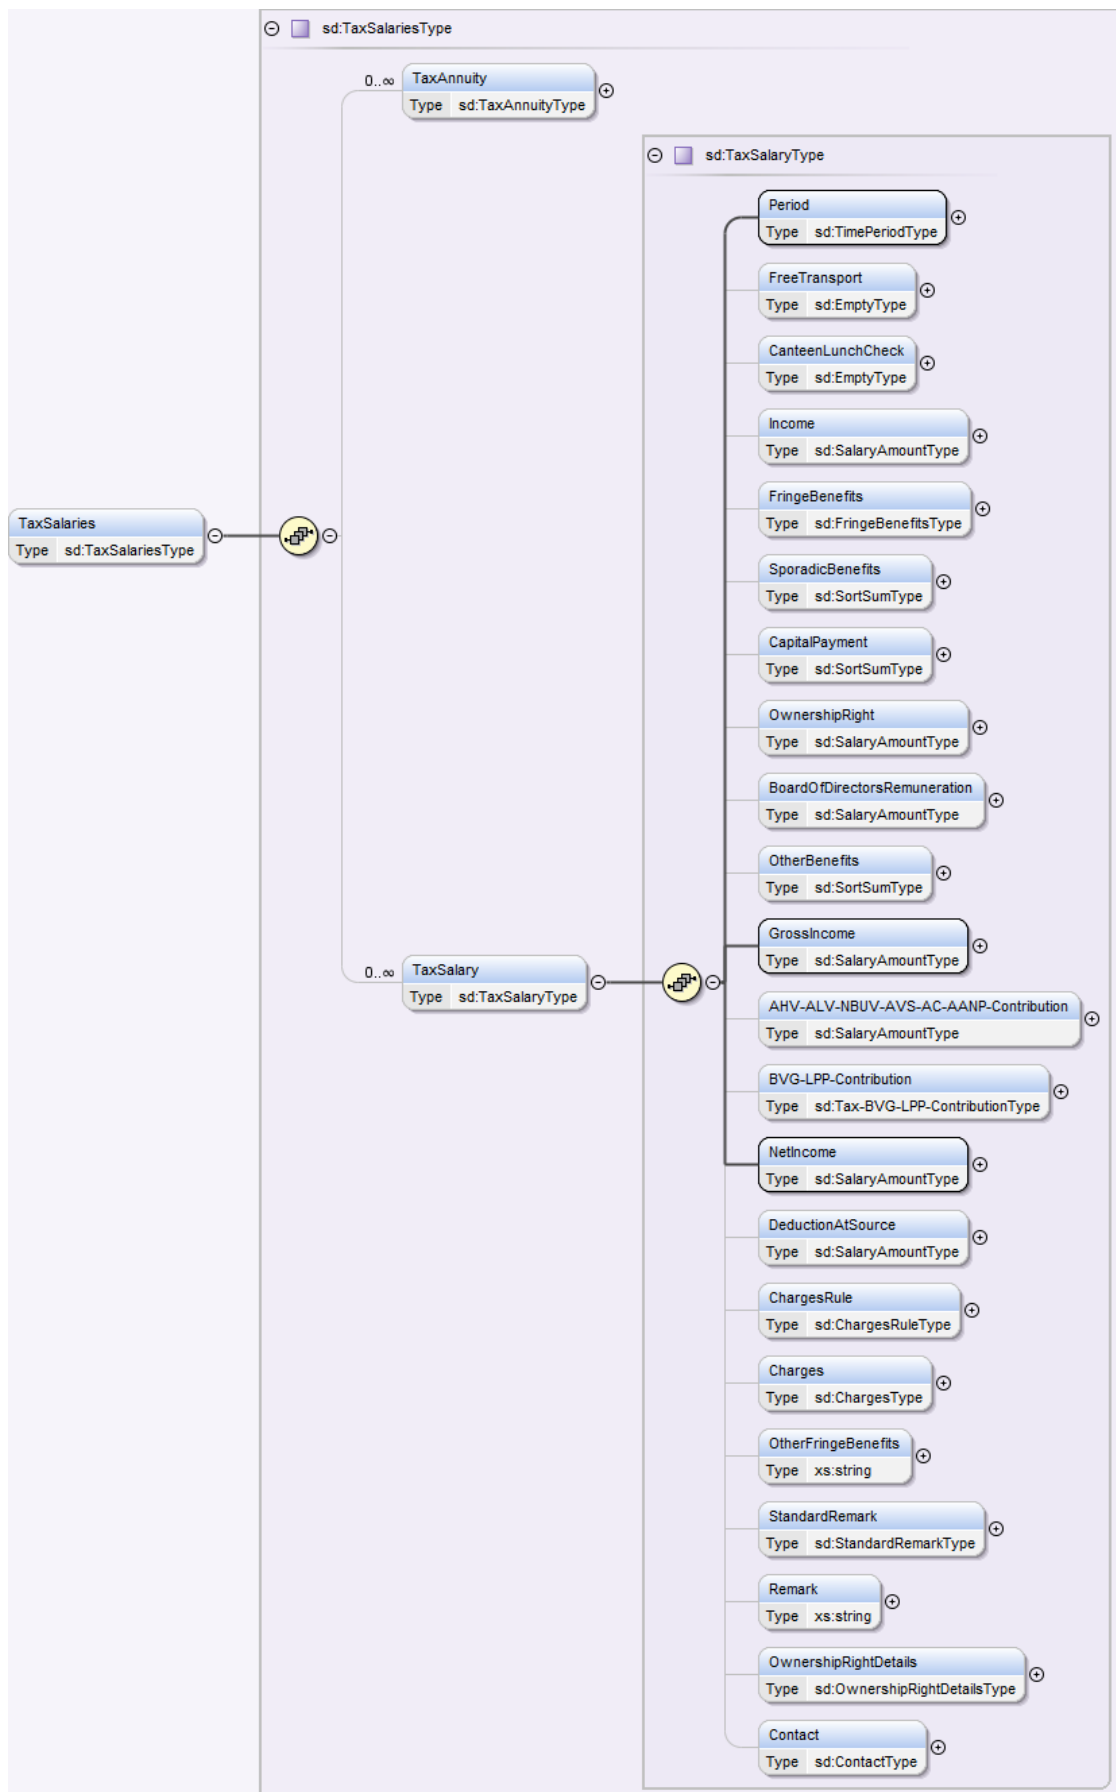 sd:TaxSalariesType
0..∞
TaxAnnuity
Type sd:TaxAnnuityType
sd:TaxSalaryType
Period
Type sd:TimePeriodType
FreeTransport
Type sd:EmptyType
CanteenLunchCheck
Type sd:EmptyType
Income
Type sd:SalaryAmountType
FringeBenefits
Type sd:FringeBenefitsType
TaxSalaries
Type sd:TaxSalariesType
SporadicBenefits
Type sd:SortSumType
CapitalPayment
Type sd:SortSumType
OwnershipRight
Type sd:SalaryAmountType
BoardOfDirectorsRemuneration
Type sd:SalaryAmountType
OtherBenefits
Type sd:SortSumType
GrossIncome
Type sd:SalaryAmountType
0..∞
TaxSalary
Type sd:TaxSalaryType
AHV-ALV-NBUV-AVS-AC-AANP-Contribution
Type sd:SalaryAmountType
BVG-LPP-Contribution
Type sd:Tax-BVG-LPP-ContributionType
NetIncome
Type sd:SalaryAmountType
DeductionAtSource
Type sd:SalaryAmountType
ChargesRule
Type sd:ChargesRuleType
Charges
Type sd:ChargesType
OtherFringeBenefits
Type xs:string
StandardRemark
Type sd:StandardRemarkType
Remark
Type xs:string
OwnershipRightDetails
Type sd:OwnershipRightDetailsType
Contact
Type sd:ContactType